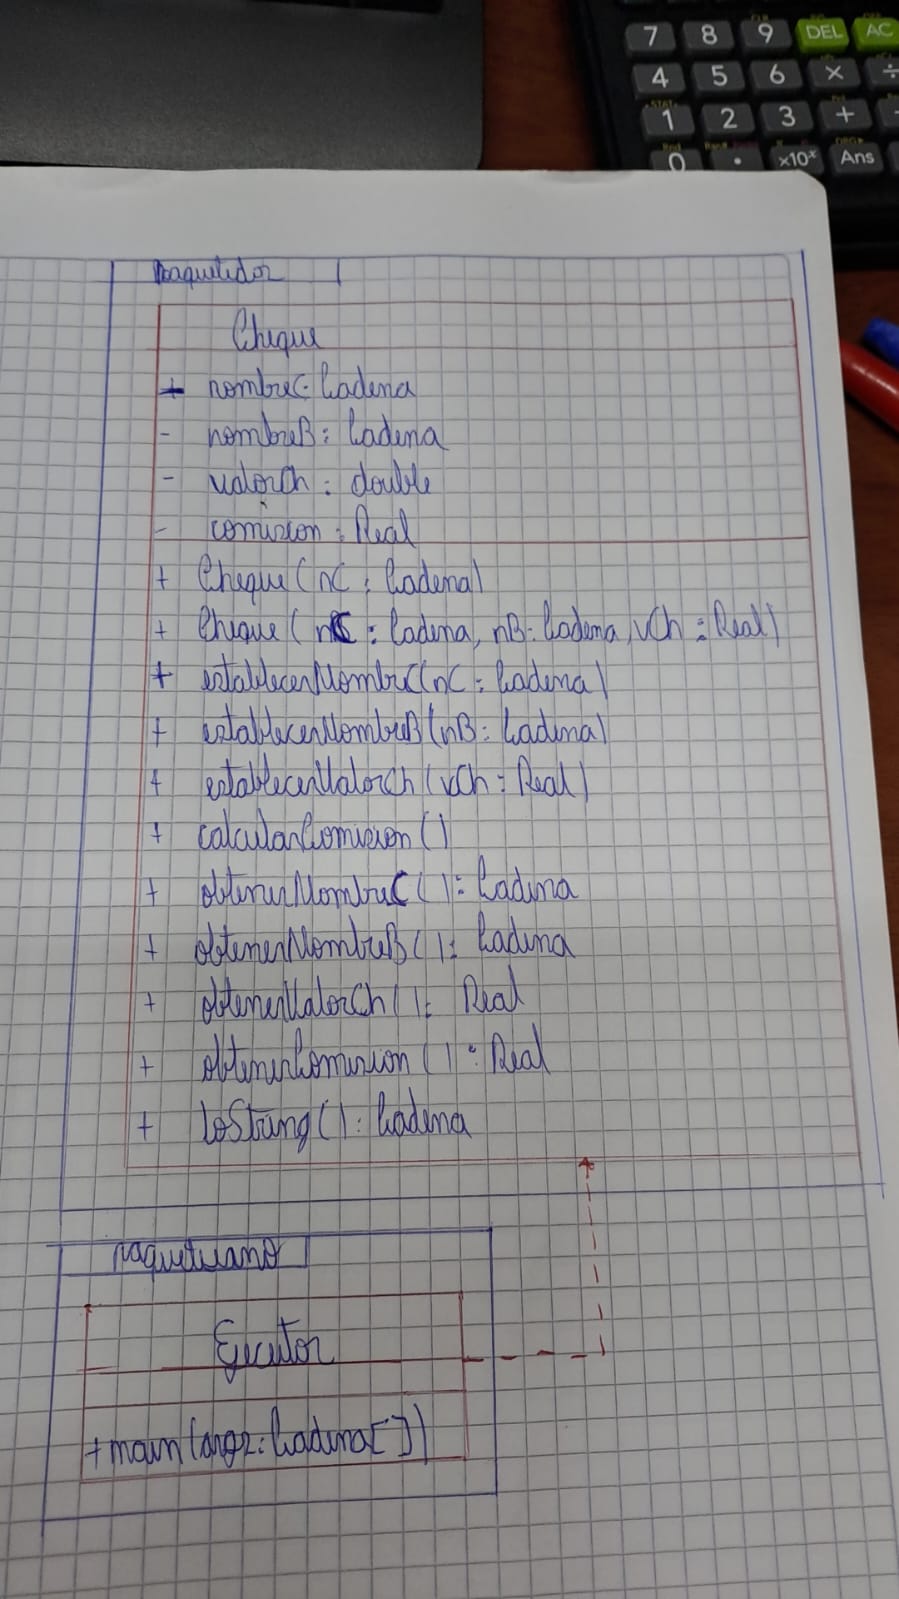 7 8 9 DEL AC
4 5 6 × ÷
1 2 3 +
0 . ×10ˣ Ans
paquetedor
Cheque
+ nombreC: Cadena
- nombreB: Cadena
- valorCh: double
- comision: Real
+ Cheque(nC: Cadena)
+ Cheque(nC: Cadena, nB: Cadena, vCh: Real)
+ establecerNombreC(nC: Cadena)
+ establecerNombreB(nB: Cadena)
+ establecerValorCh(vCh: Real)
+ calcularComision()
+ obtenerNombreC(): Cadena
+ obtenerNombreB(): Cadena
+ obtenerValorCh(): Real
+ obtenerComision(): Real
+ toString(): Cadena
paqueteuno
Ejecutor
+ main(args: Cadena[])